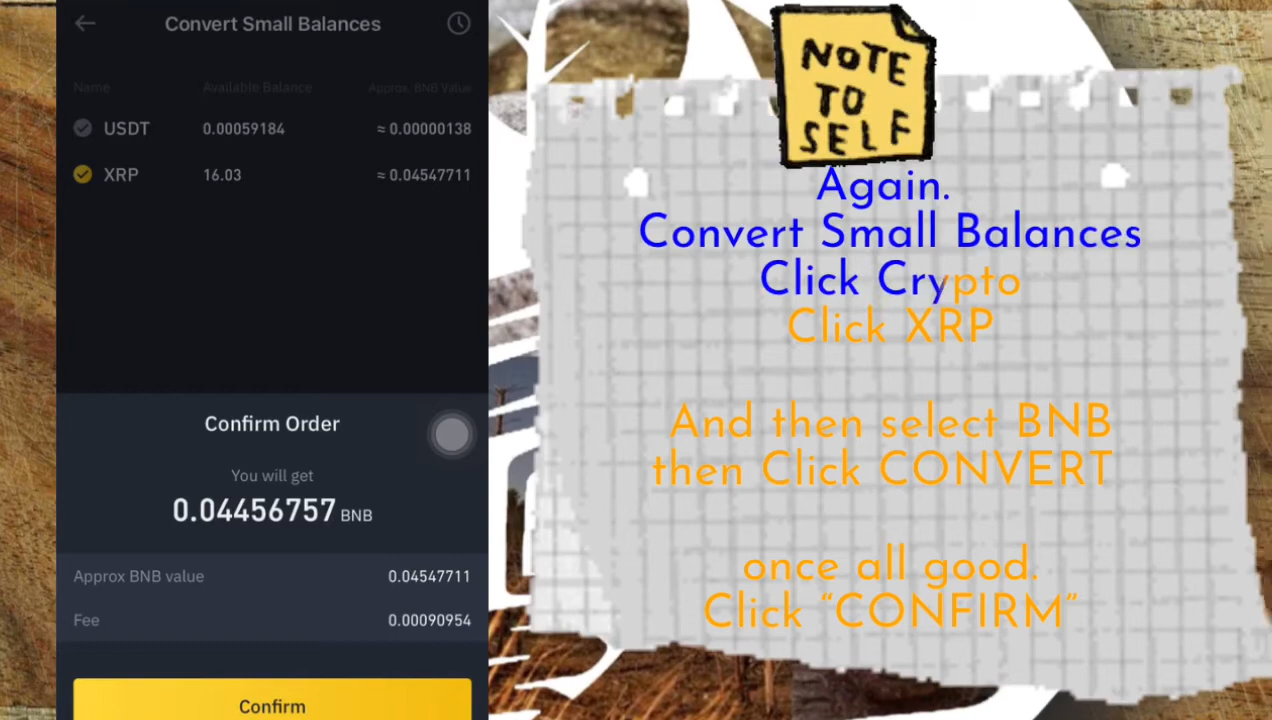 Convert Small Balances
Name Available Balance Approx. BNB Value
USDT 0.00059184 ≈ 0.00000138
XRP 16.03 ≈ 0.04547711
Confirm Order
You will get
0.04456757 BNB
Approx BNB value 0.04547711
Fee 0.00090954
Confirm
NOTE
TO
SELF
Again.
Convert Small Balances
Click Crypto
Click XRP
And then select BNB
then Click CONVERT
once all good.
Click “CONFIRM”